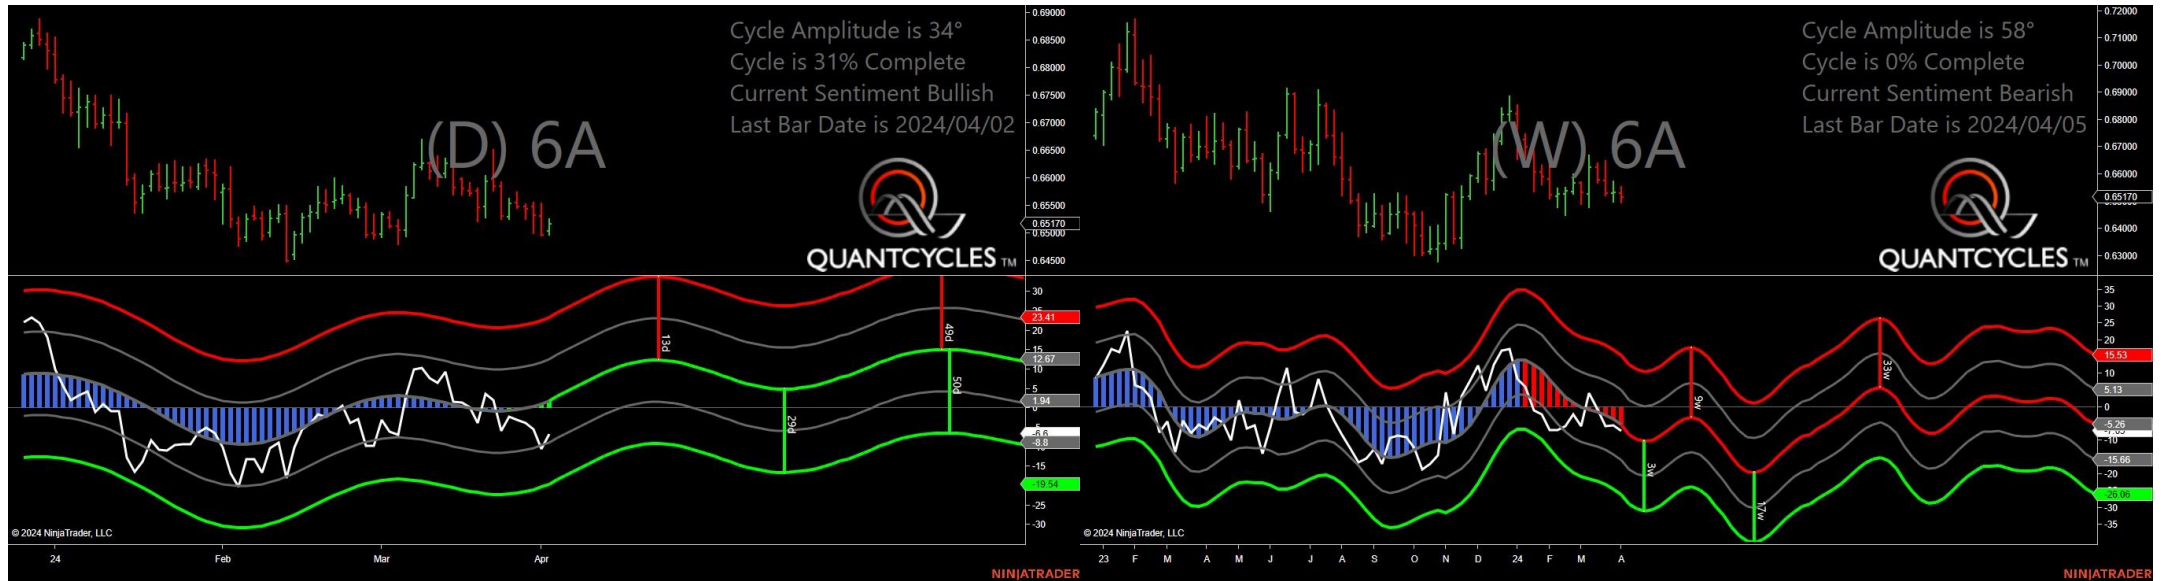 Cycle Amplitude is 34°
Cycle is 31% Complete
Current Sentiment Bullish
Last Bar Date is 2024/04/02
(D) 6A
QUANTCYCLES TM
0.69000
0.68500
0.68000
0.67500
0.67000
0.66500
0.66000
0.65500
0.65170
0.65000
0.64500
30
23.41
20
15
12.67
10
5
1.94
0
-6.6
-8.8
-15
-19.54
-25
-30
13d
29d
49d
50d
© 2024 NinjaTrader, LLC
24 Feb Mar Apr
NINJATRADER
Cycle Amplitude is 58°
Cycle is 0% Complete
Current Sentiment Bearish
Last Bar Date is 2024/04/05
(W) 6A
QUANTCYCLES TM
0.72000
0.71000
0.70000
0.69000
0.68000
0.67000
0.66000
0.65170
0.64000
0.63000
35
30
25
20
15.53
10
5.13
0
-5.26
-10
-15.66
-20
-26.06
-30
-35
3w
9w
17w
33w
© 2024 NinjaTrader, LLC
23 F M A M J J A S O N D 24 F M A
NINJATRADER